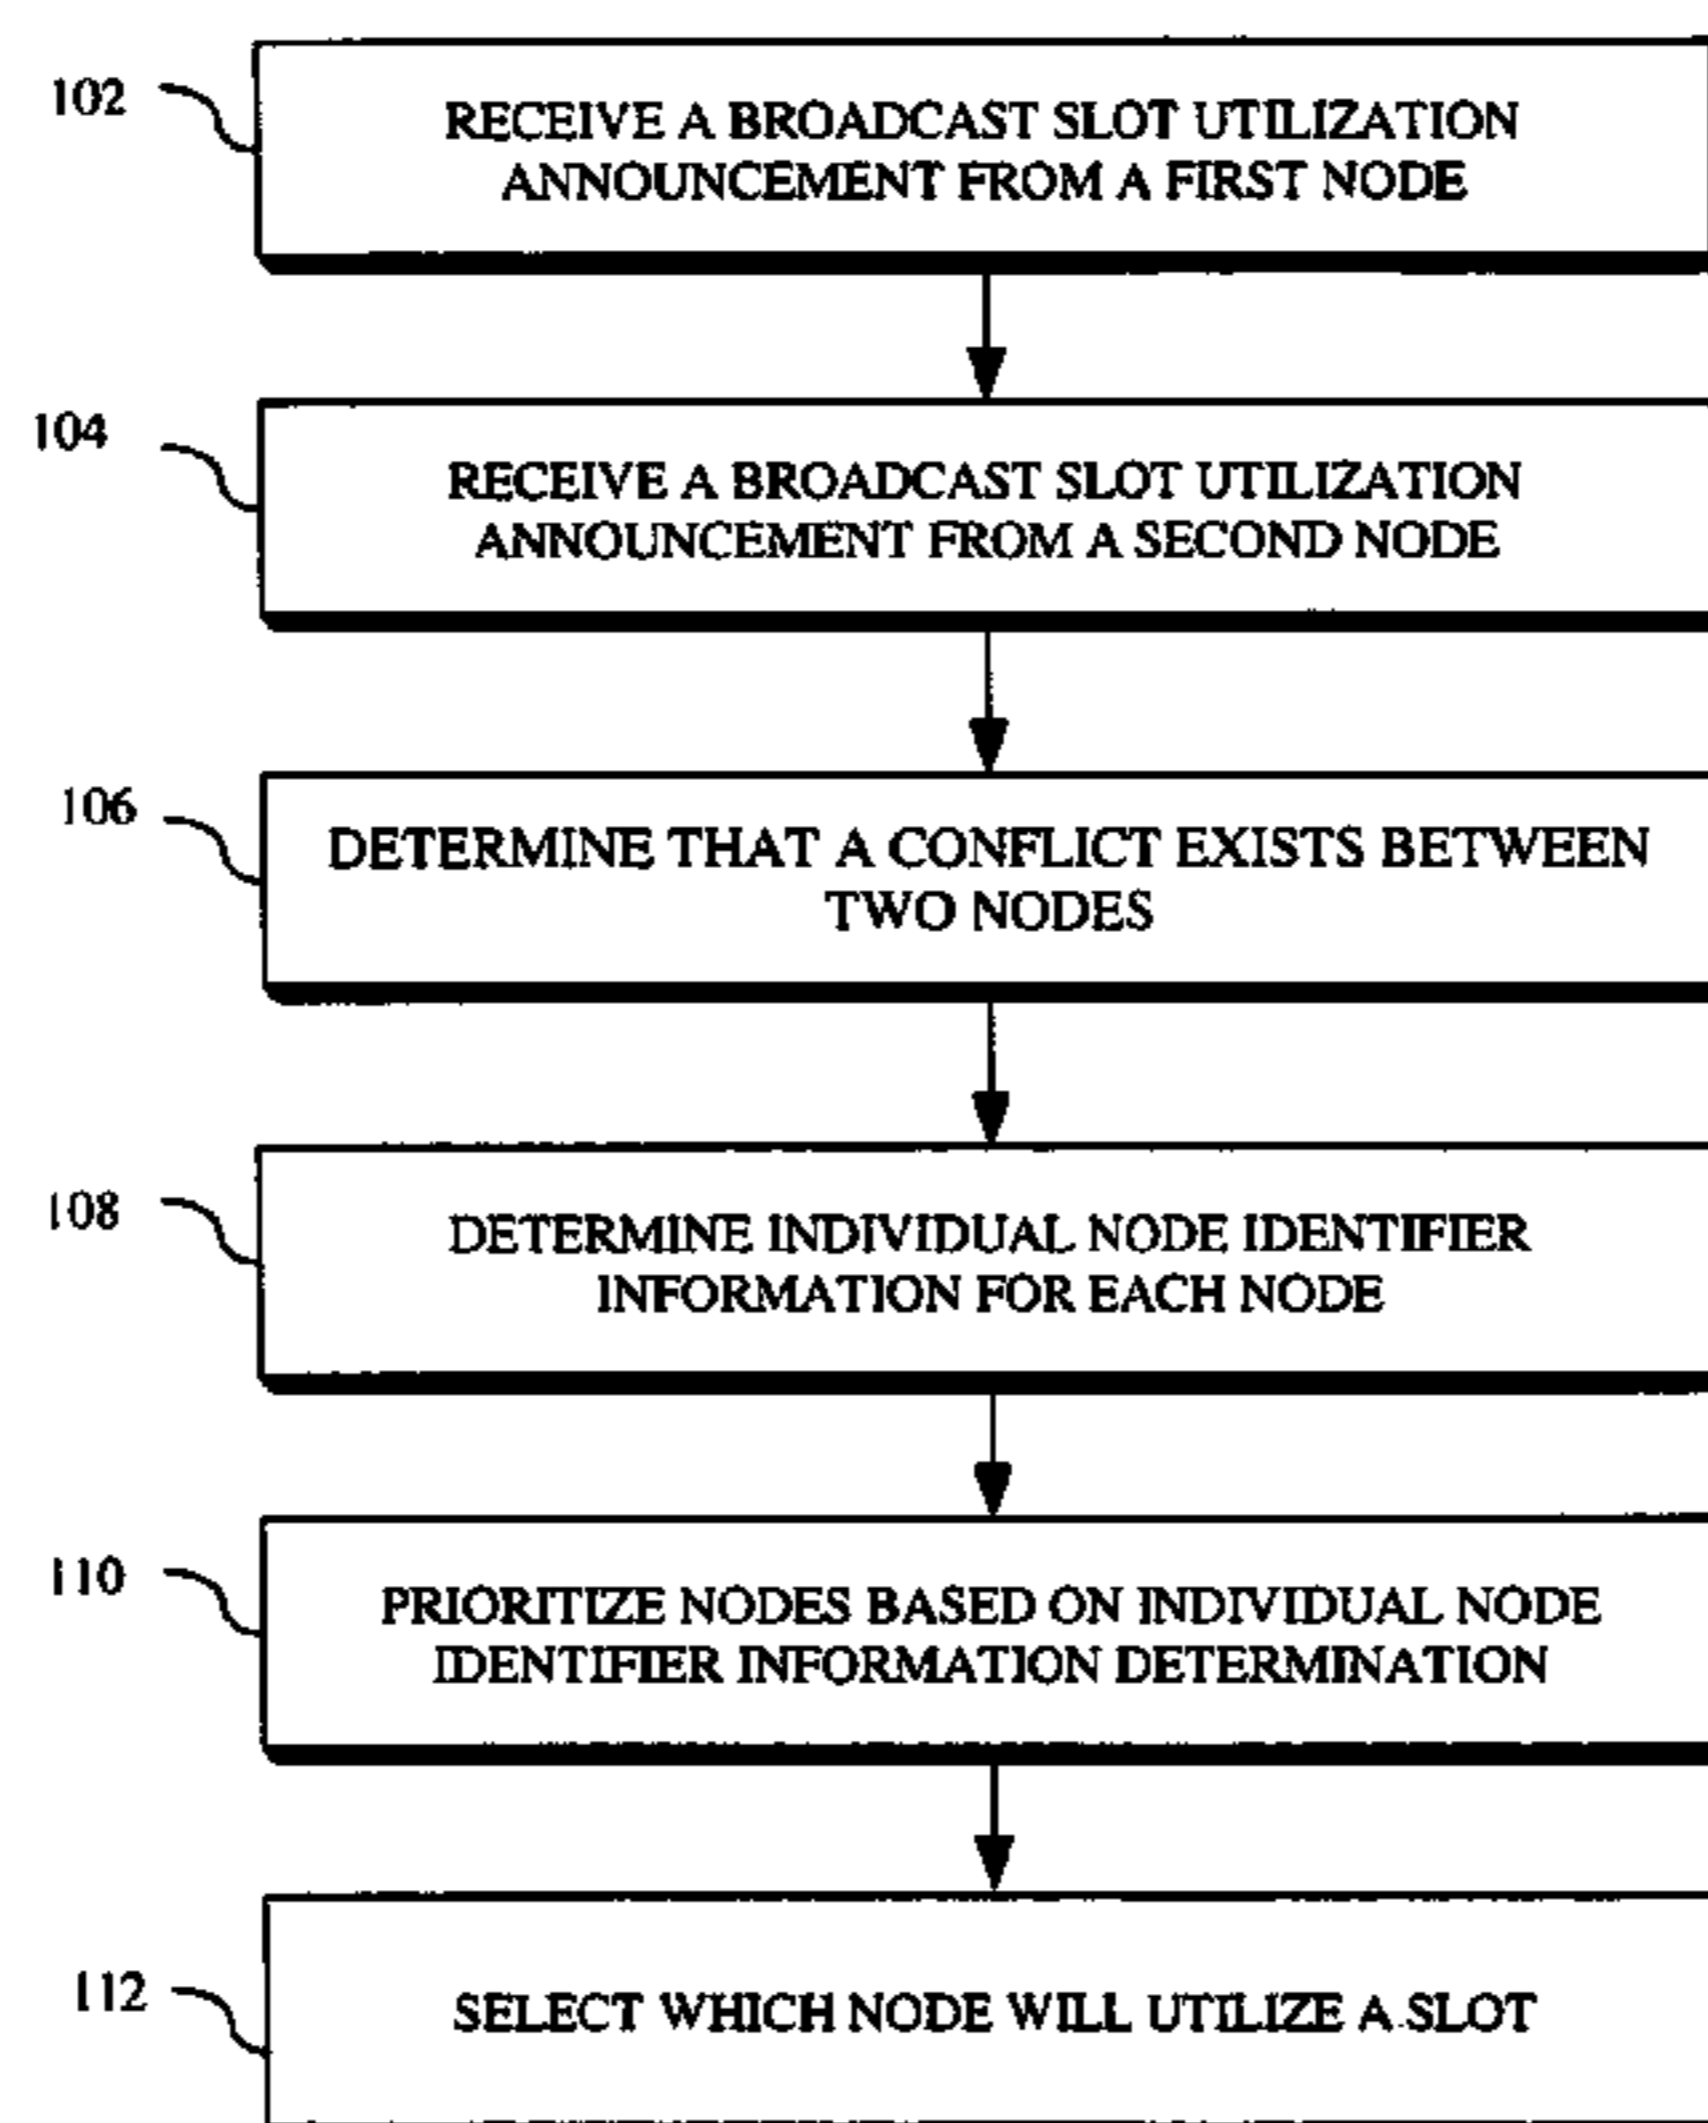 102
RECEIVE A BROADCAST SLOT UTILIZATION
ANNOUNCEMENT FROM A FIRST NODE
104
RECEIVE A BROADCAST SLOT UTILIZATION
ANNOUNCEMENT FROM A SECOND NODE
106
DETERMINE THAT A CONFLICT EXISTS BETWEEN
TWO NODES
108
DETERMINE INDIVIDUAL NODE IDENTIFIER
INFORMATION FOR EACH NODE
110
PRIORITIZE NODES BASED ON INDIVIDUAL NODE
IDENTIFIER INFORMATION DETERMINATION
112
SELECT WHICH NODE WILL UTILIZE A SLOT